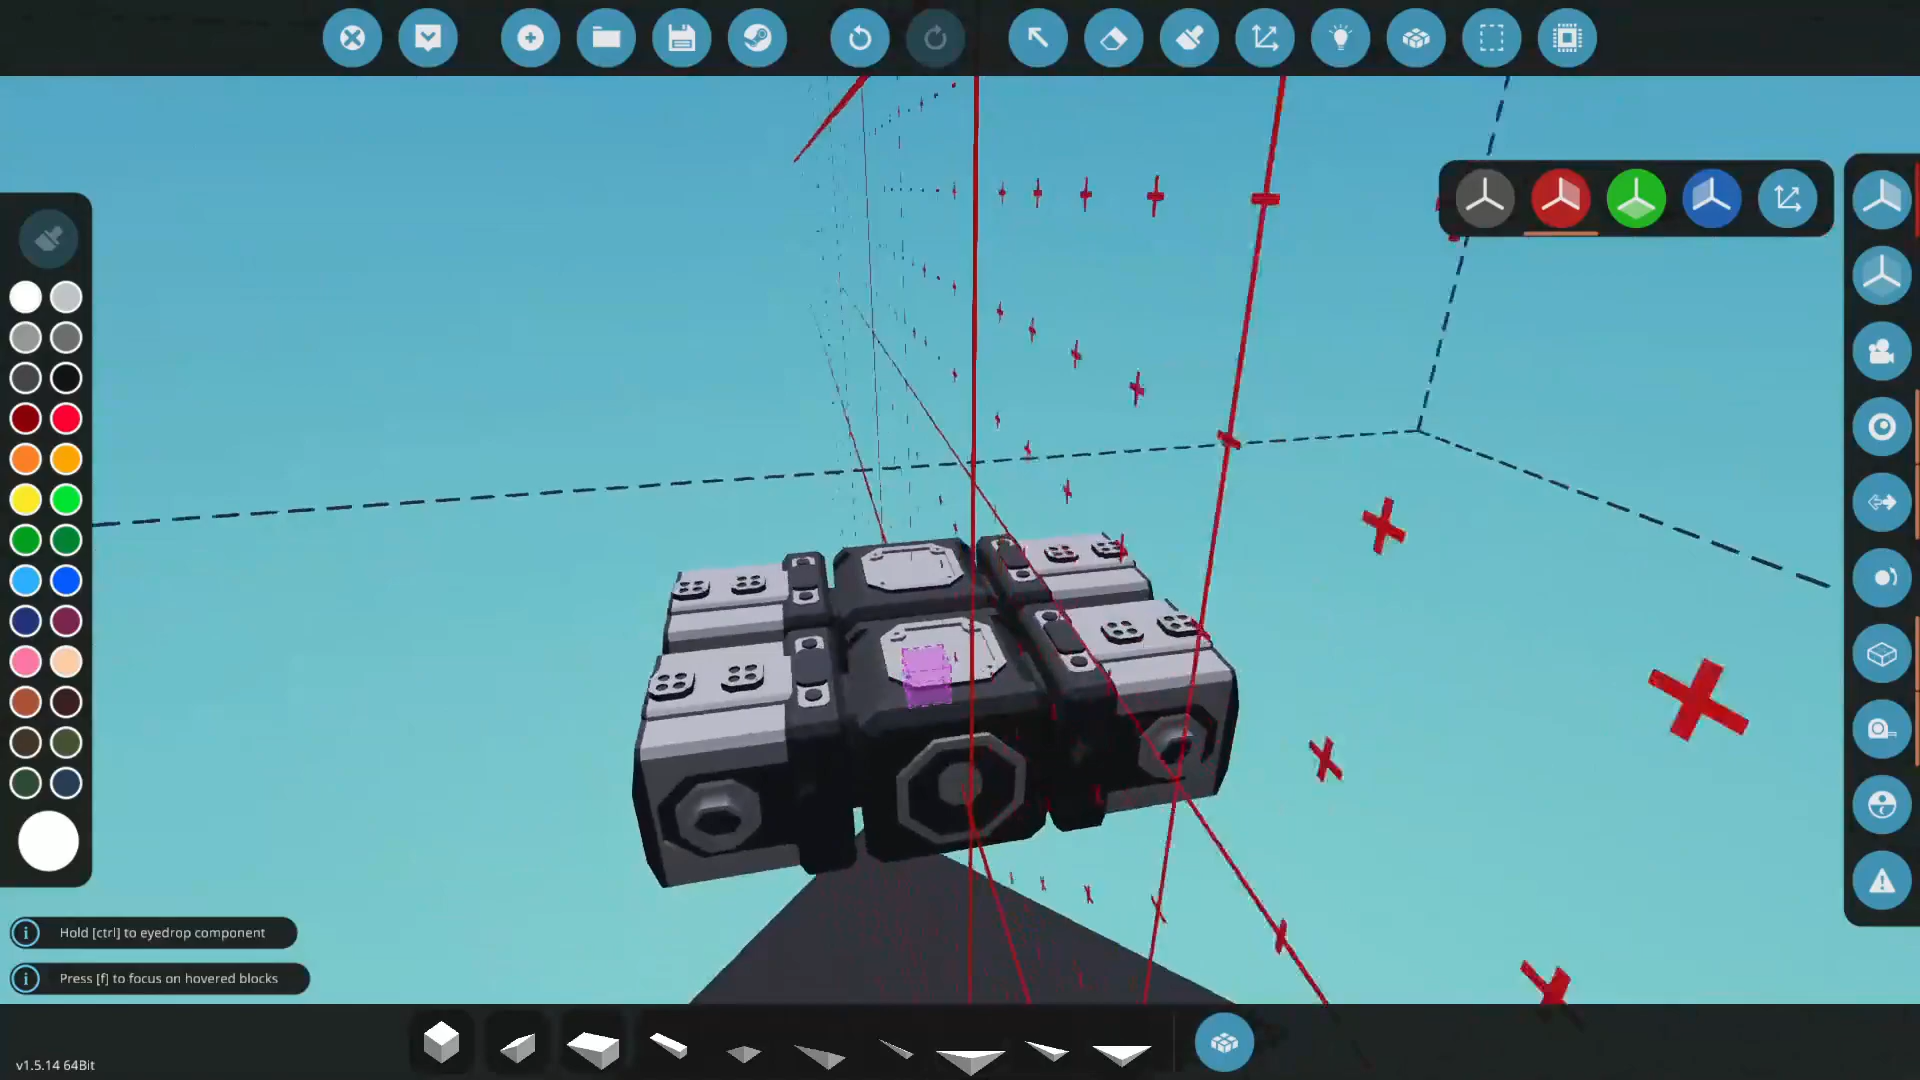 Hold [ctrl] to eyedrop component
Press [f] to focus on hovered blocks
v1.5.14 64Bit